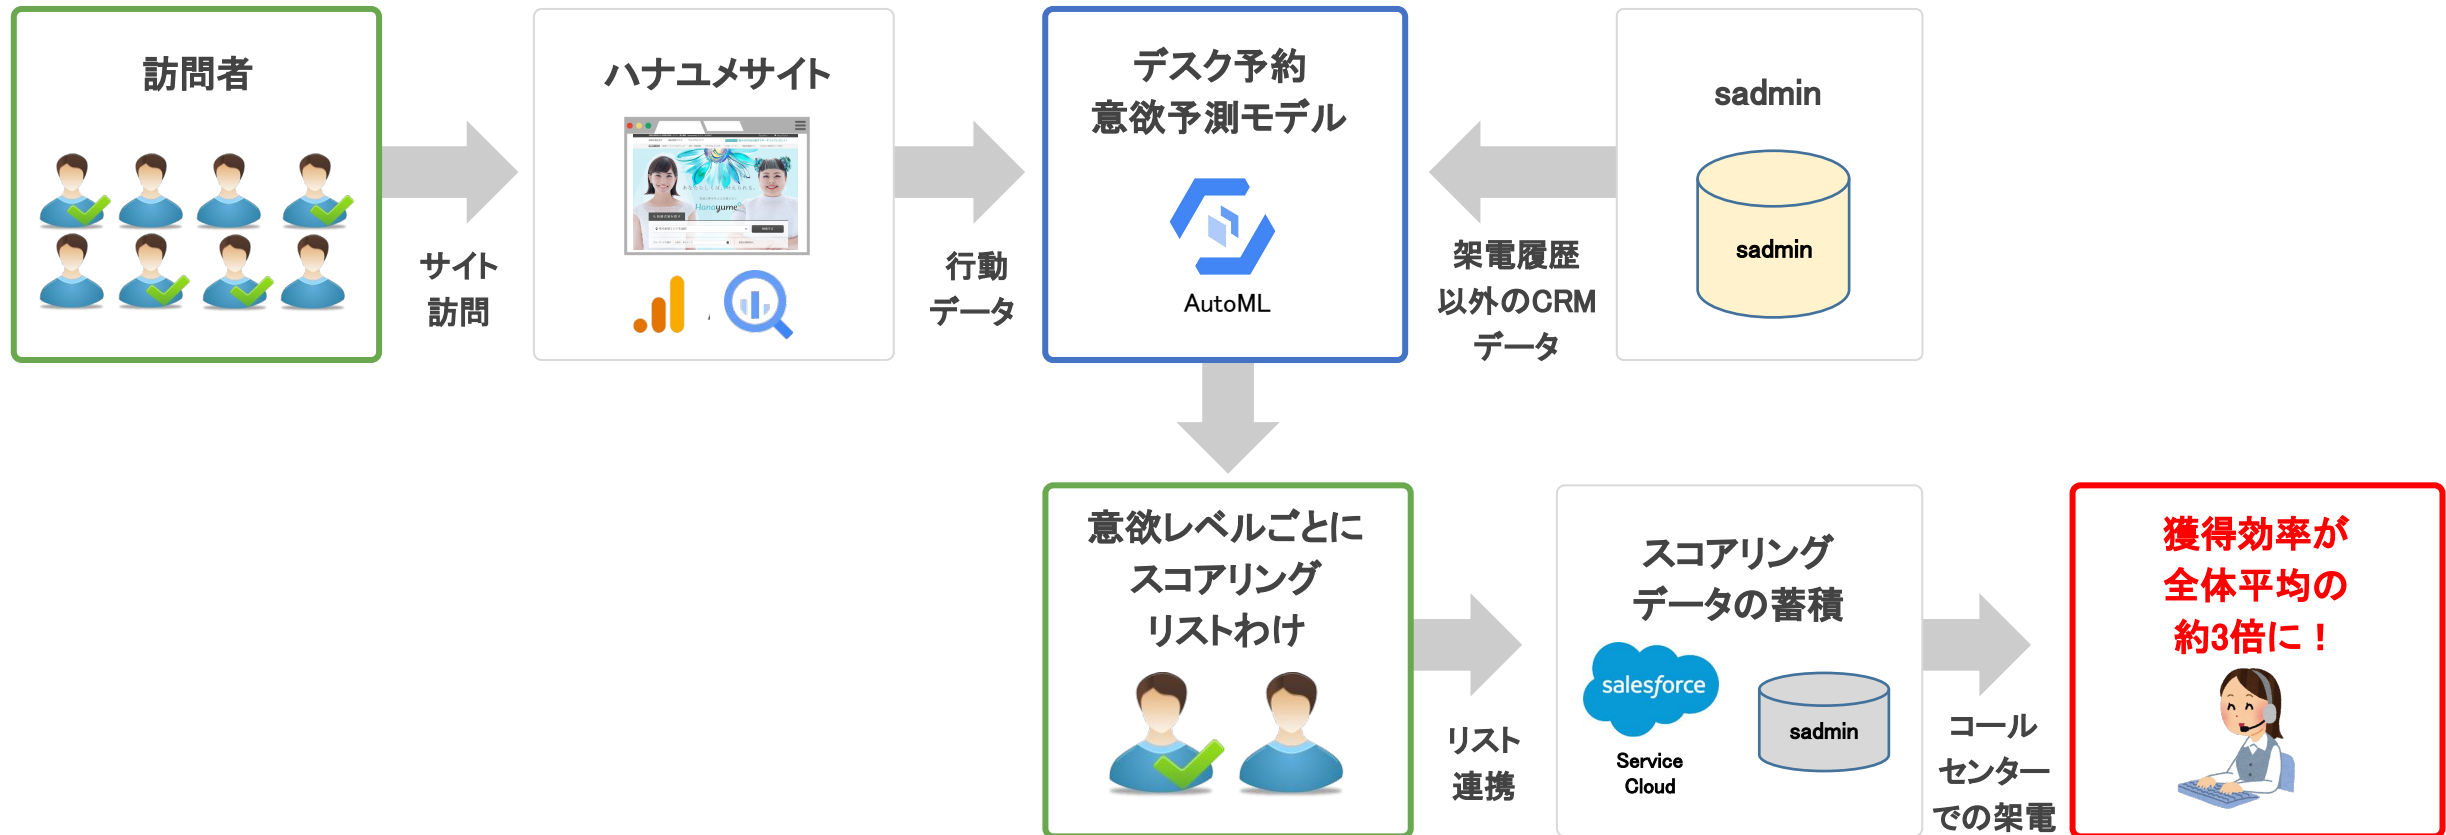 訪問者
サイト
訪問
ハナユメサイト
Hanayume
行動
データ
デスク予約
意欲予測モデル
AutoML
架電履歴
以外のCRM
データ
sadmin
sadmin
意欲レベルごとに
スコアリング
リストわけ
リスト
連携
スコアリング
データの蓄積
salesforce
Service
Cloud
sadmin
コール
センター
での架電
獲得効率が
全体平均の
約3倍に！